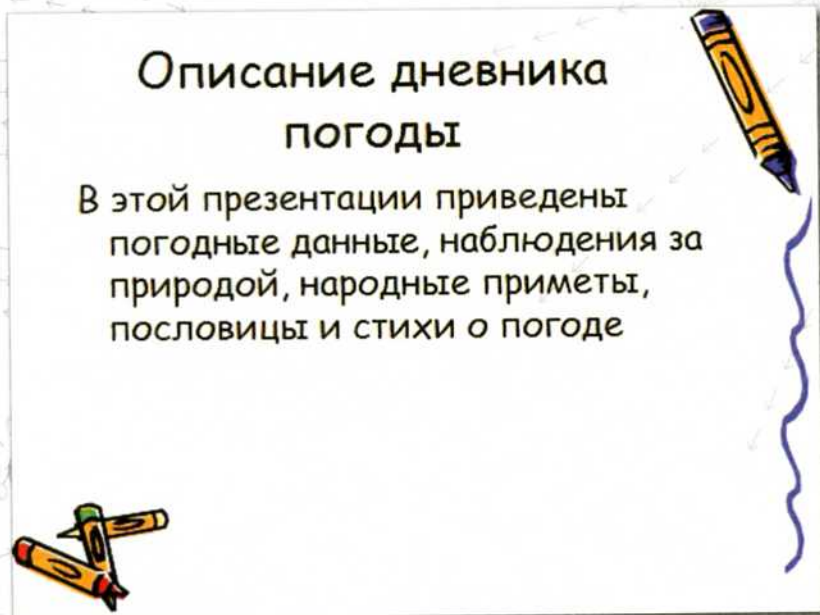 Описание дневника
погоды
В этой презентации приведены
погодные данные, наблюдения за
природой, народные приметы,
пословицы и стихи о погоде